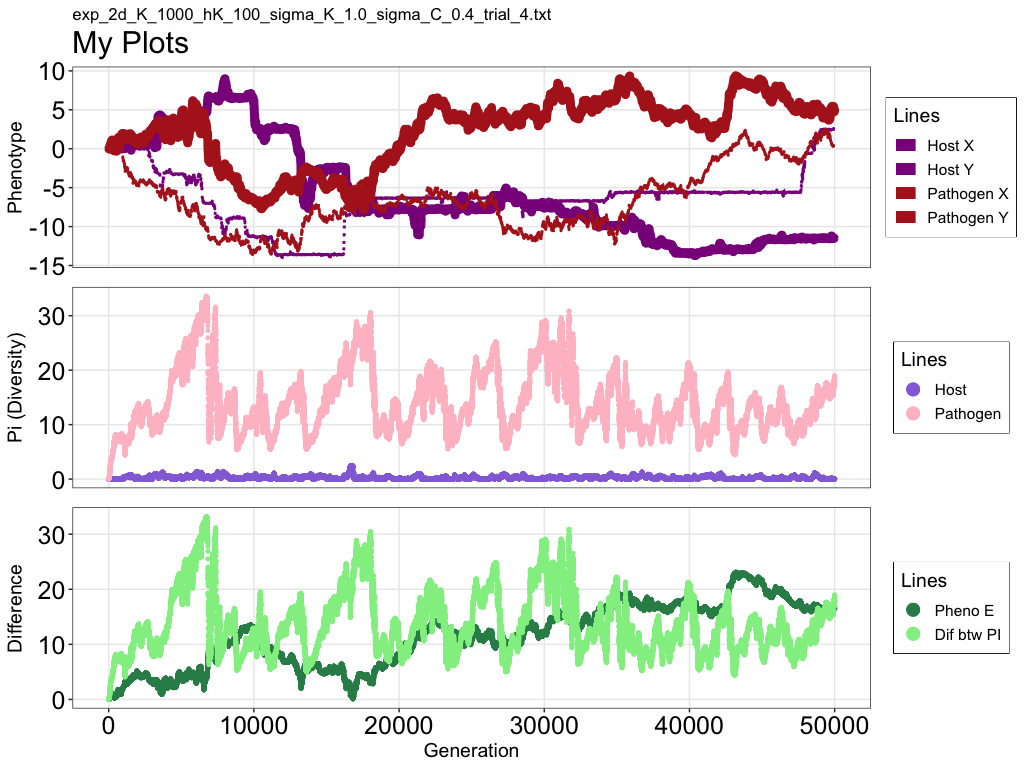 exp_2d_K_1000_hK_100_sigma_K_1.0_sigma_C_0.4_trial_4.txt
My Plots
Phenotype
10
5
0
-5
-10
-15
Lines
Host X
Host Y
Pathogen X
Pathogen Y
Pi (Diversity)
30
20
10
0
Lines
Host
Pathogen
Difference
30
20
10
0
Lines
Pheno E
Dif btw PI
0 10000 20000 30000 40000 50000
Generation